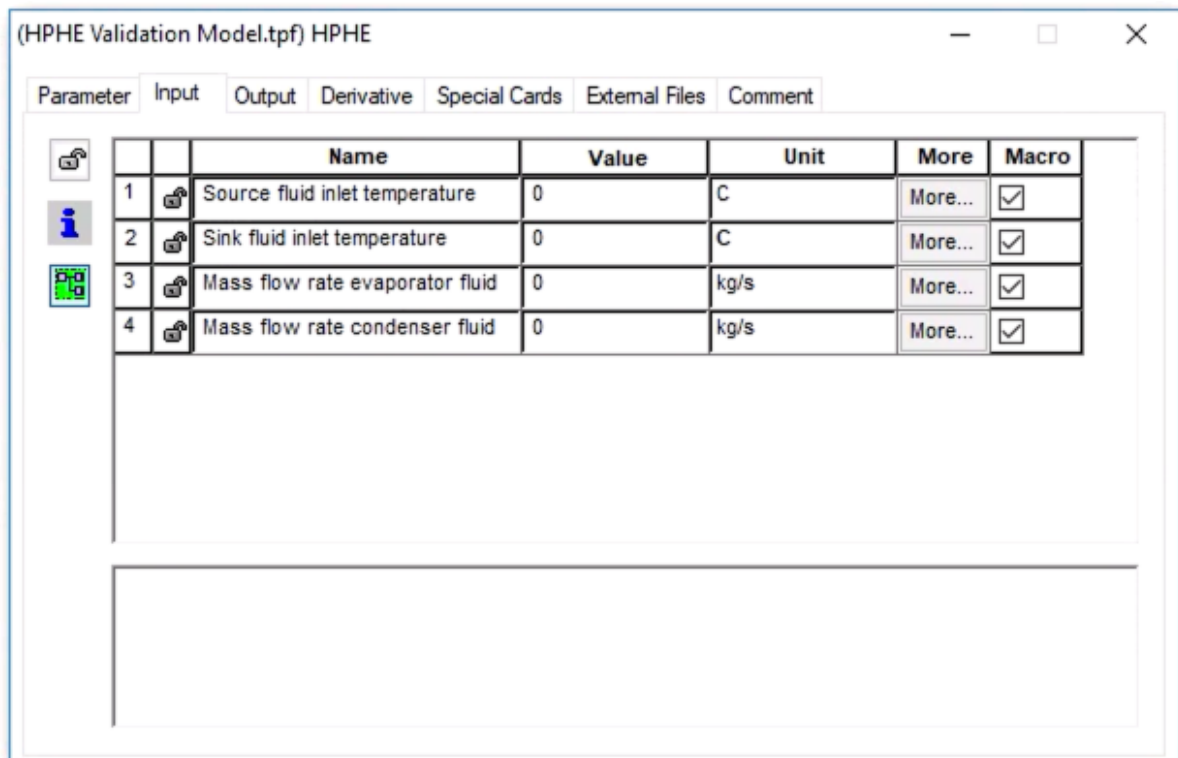 (HPHE Validation Model.tpf) HPHE
Parameter Input Output Derivative Special Cards External Files Comment
Name Value Unit More Macro
1 Source fluid inlet temperature 0 C More...
2 Sink fluid inlet temperature 0 C More...
3 Mass flow rate evaporator fluid 0 kg/s More...
4 Mass flow rate condenser fluid 0 kg/s More...